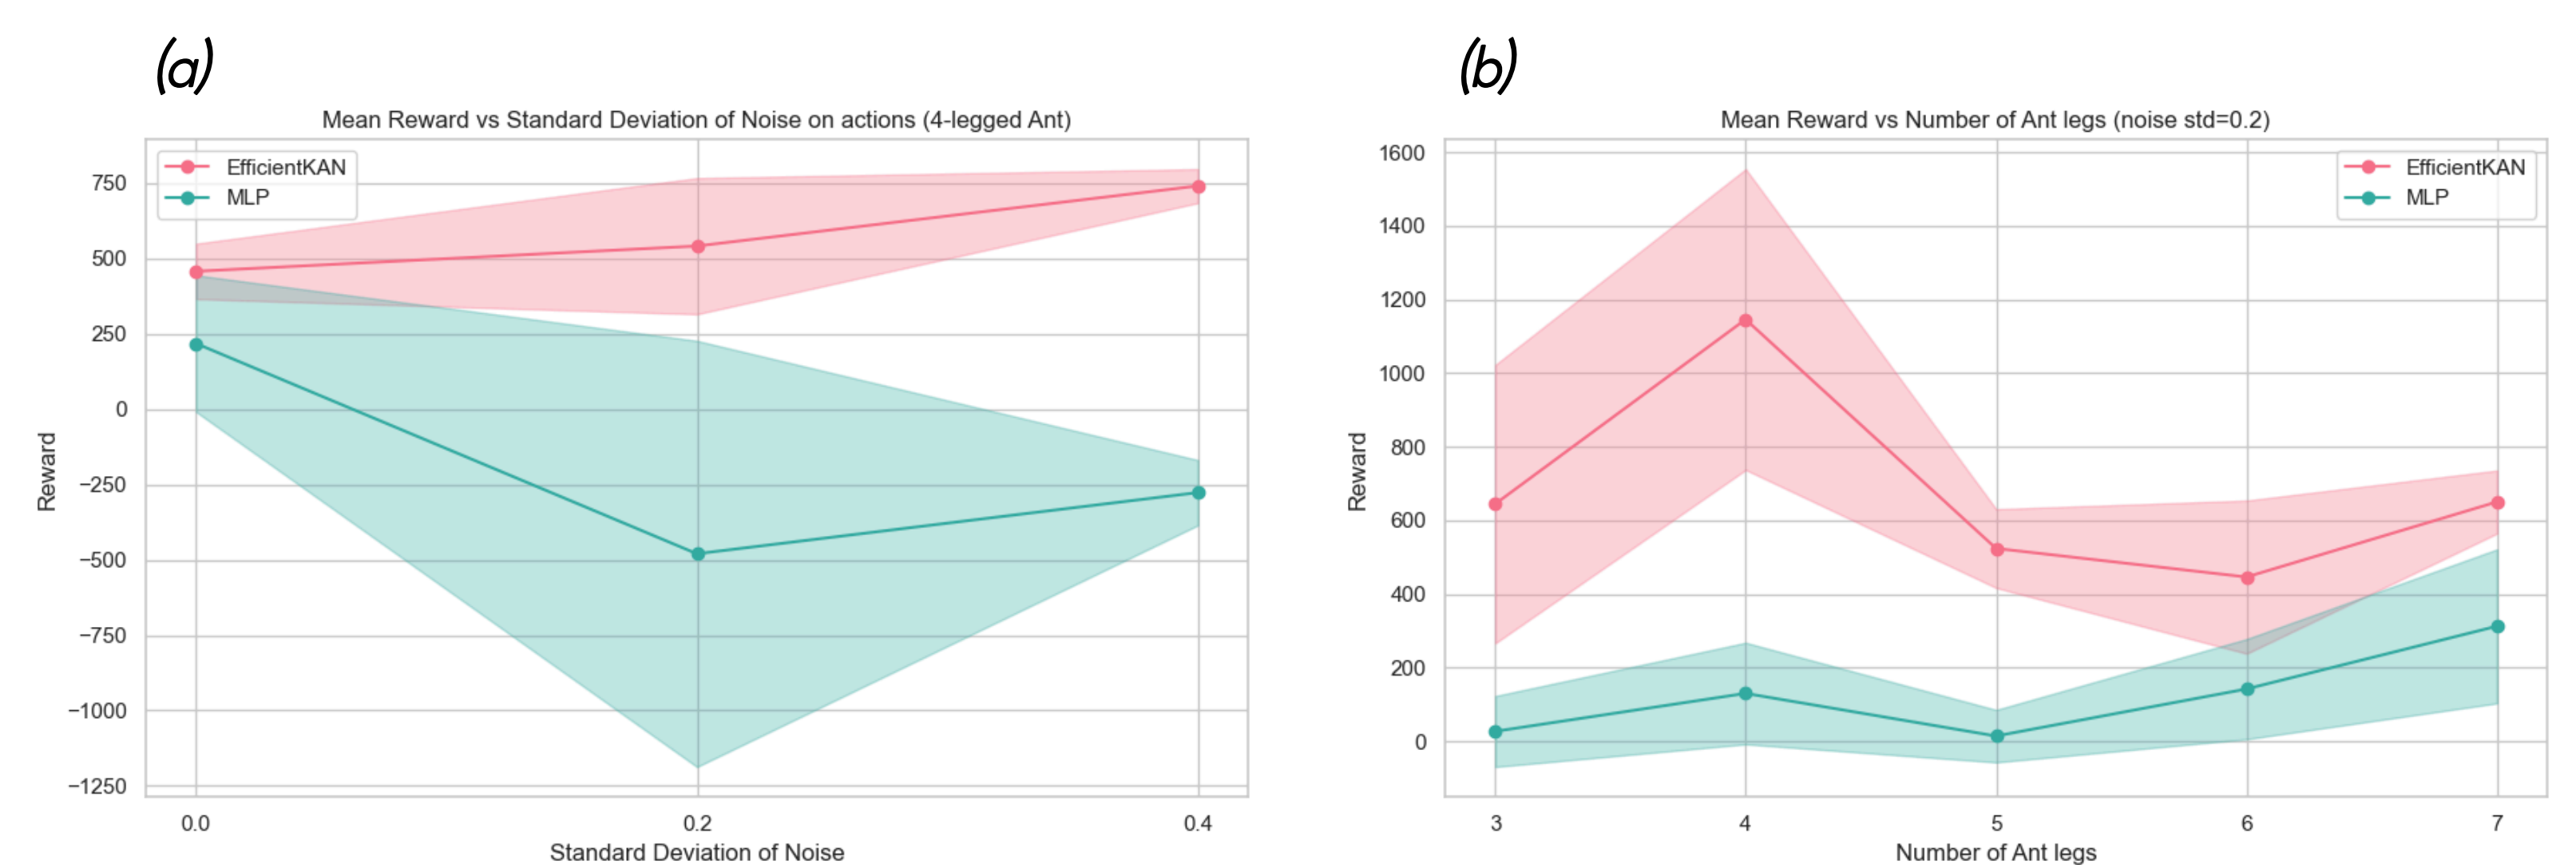 (a)
Mean Reward vs Standard Deviation of Noise on actions (4-legged Ant)
EfficientKAN
MLP
750
500
250
0
−250
−500
−750
−1000
−1250
Reward
0.0
0.2
0.4
Standard Deviation of Noise
(b)
Mean Reward vs Number of Ant legs (noise std=0.2)
EfficientKAN
MLP
1600
1400
1200
1000
800
600
400
200
0
Reward
3
4
5
6
7
Number of Ant legs